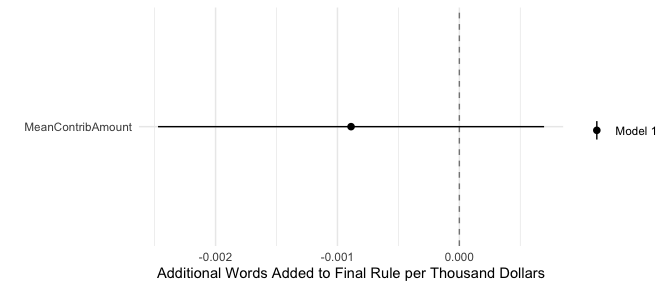 MeanContribAmount
Model 1
-0.002 -0.001 0.000
Additional Words Added to Final Rule per Thousand Dollars